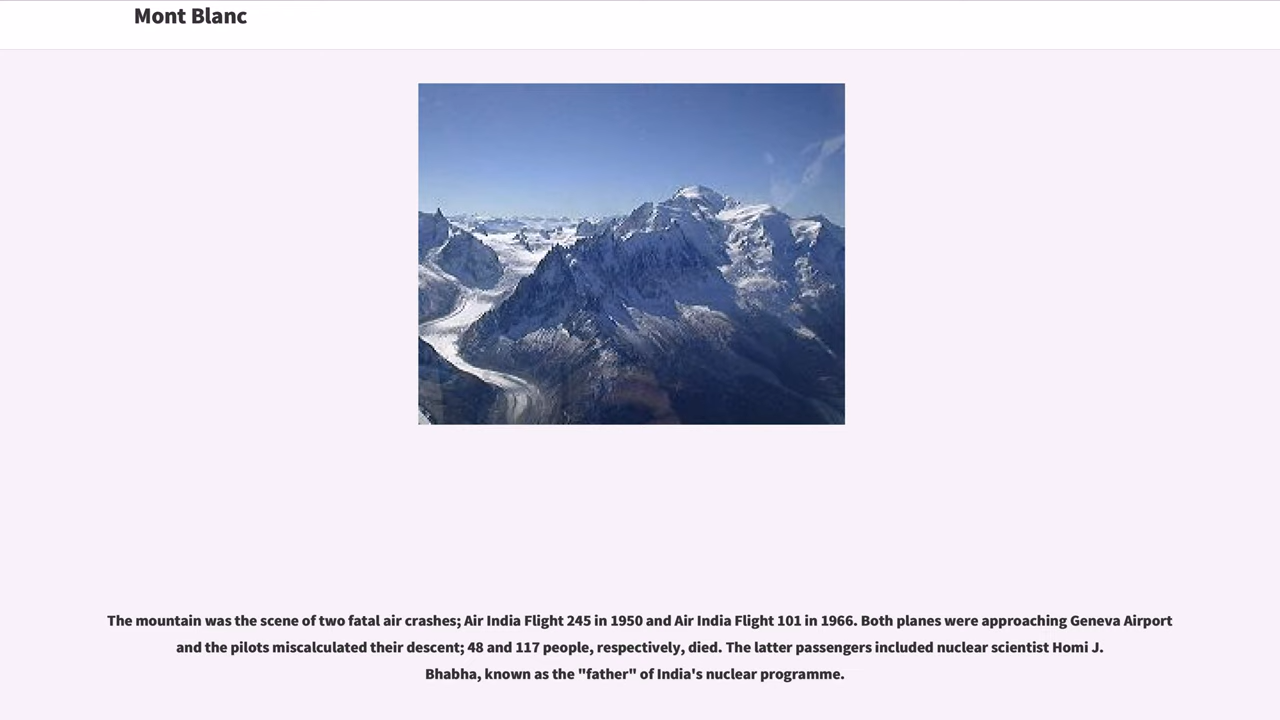 Mont Blanc
The mountain was the scene of two fatal air crashes; Air India Flight 245 in 1950 and Air India Flight 101 in 1966. Both planes were approaching Geneva Airport
and the pilots miscalculated their descent; 48 and 117 people, respectively, died. The latter passengers included nuclear scientist Homi J.
Bhabha, known as the "father" of India's nuclear programme.